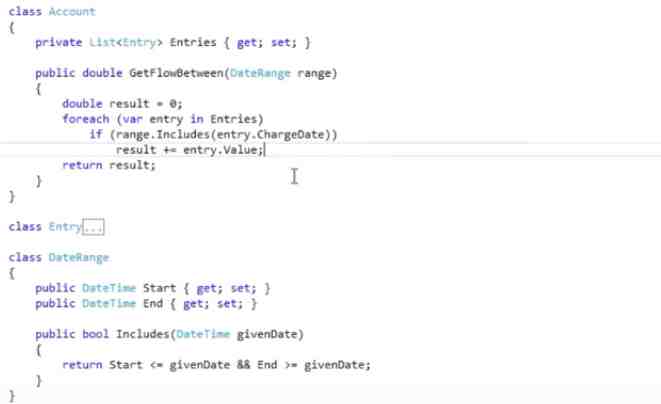 class Account
{
    private List<Entry> Entries { get; set; }
    public double GetFlowBetween(DateRange range)
    {
        double result = 0;
        foreach (var entry in Entries)
            if (range.Includes(entry.ChargeDate))
                result += entry.Value;
        return result;
    }
}
class Entry...
class DateRange
{
    public DateTime Start { get; set; }
    public DateTime End { get; set; }
    public bool Includes(DateTime givenDate)
    {
        return Start <= givenDate && End >= givenDate;
    }
}